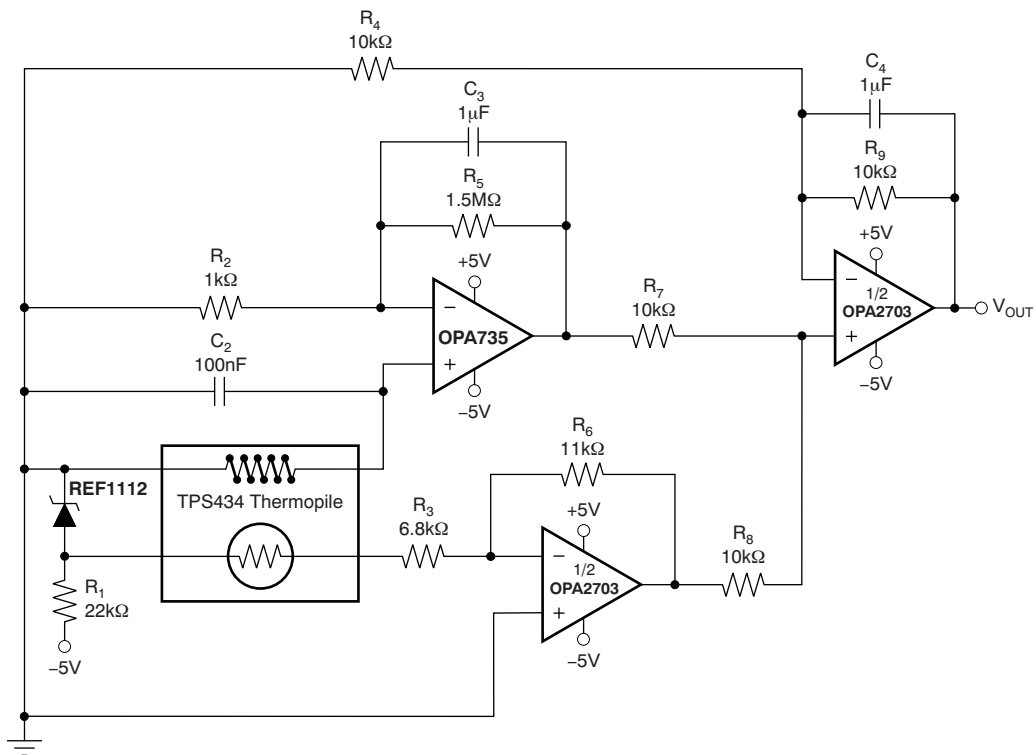 R4
10kΩ
C4
1μF
C3
1μF
R9
10kΩ
R5
1.5MΩ
+5V
R2
1kΩ
+5V
−
1/2
OPA2703
+
VOUT
−5V
R7
10kΩ
−
OPA735
+
−5V
C2
100nF
R6
11kΩ
REF1112
TPS434 Thermopile
R3
6.8kΩ
+5V
−
1/2
OPA2703
+
−5V
R8
10kΩ
R1
22kΩ
−5V